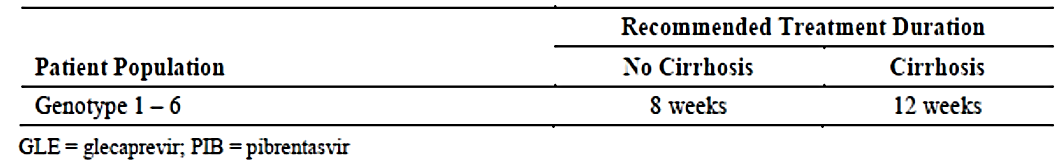 Recommended Treatment Duration
Patient Population No Cirrhosis Cirrhosis
Genotype 1 – 6 8 weeks 12 weeks
GLE = glecaprevir; PIB = pibrentasvir